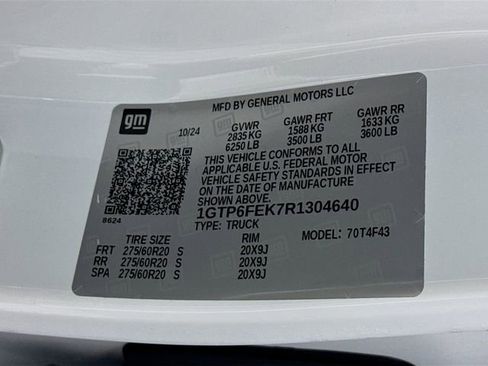 gm
MFD BY GENERAL MOTORS LLC
10/24 GVWR GAWR FRT GAWR RR
2835 KG 1588 KG 1633 KG
6250 LB 3500 LB 3600 LB
THIS VEHICLE CONFORMS TO ALL
APPLICABLE U.S. FEDERAL MOTOR
VEHICLE SAFETY STANDARDS IN EFFECT
ON THE DATE OF MANUFACTURE
SHOWN ABOVE.
1GTP6FEK7R1304640
8624 TYPE: TRUCK MODEL: 70T4F43
TIRE SIZE RIM
FRT 275/60R20 S 20X9J
RR 275/60R20 S 20X9J
SPA 275/60R20 S 20X9J